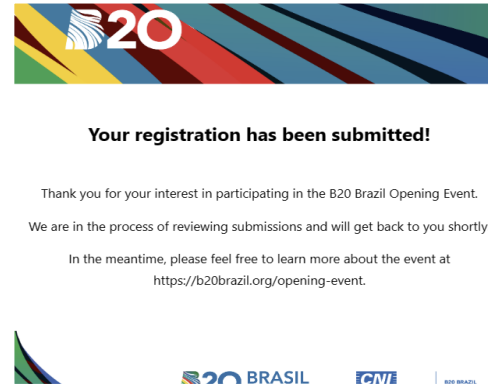 B20
Your registration has been submitted!
Thank you for your interest in participating in the B20 Brazil Opening Event.
We are in the process of reviewing submissions and will get back to you shortly
In the meantime, please feel free to learn more about the event at
https://b20brazil.org/opening-event.
B20 BRASIL CNI B20 BRAZIL